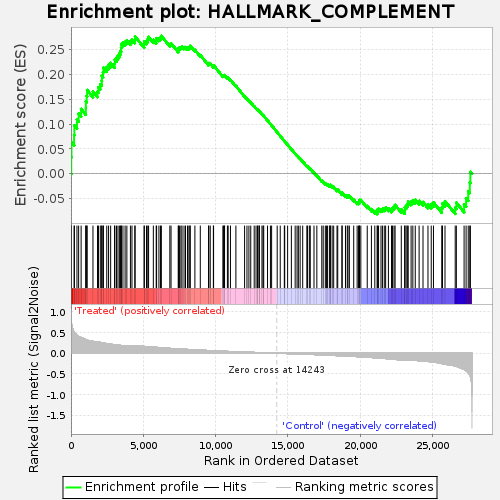 Enrichment plot: HALLMARK_COMPLEMENT
Enrichment score (ES)
0.25
0.20
0.15
0.10
0.05
0.00
-0.05
'Treated' (positively correlated)
Ranked list metric (Signal2Noise)
1.0
0.5
0.0
-0.5
-1.0
-1.5
Zero cross at 14243
'Control' (negatively correlated)
0
5,000
10,000
15,000
20,000
25,000
Rank in Ordered Dataset
Enrichment profile
Hits
Ranking metric scores